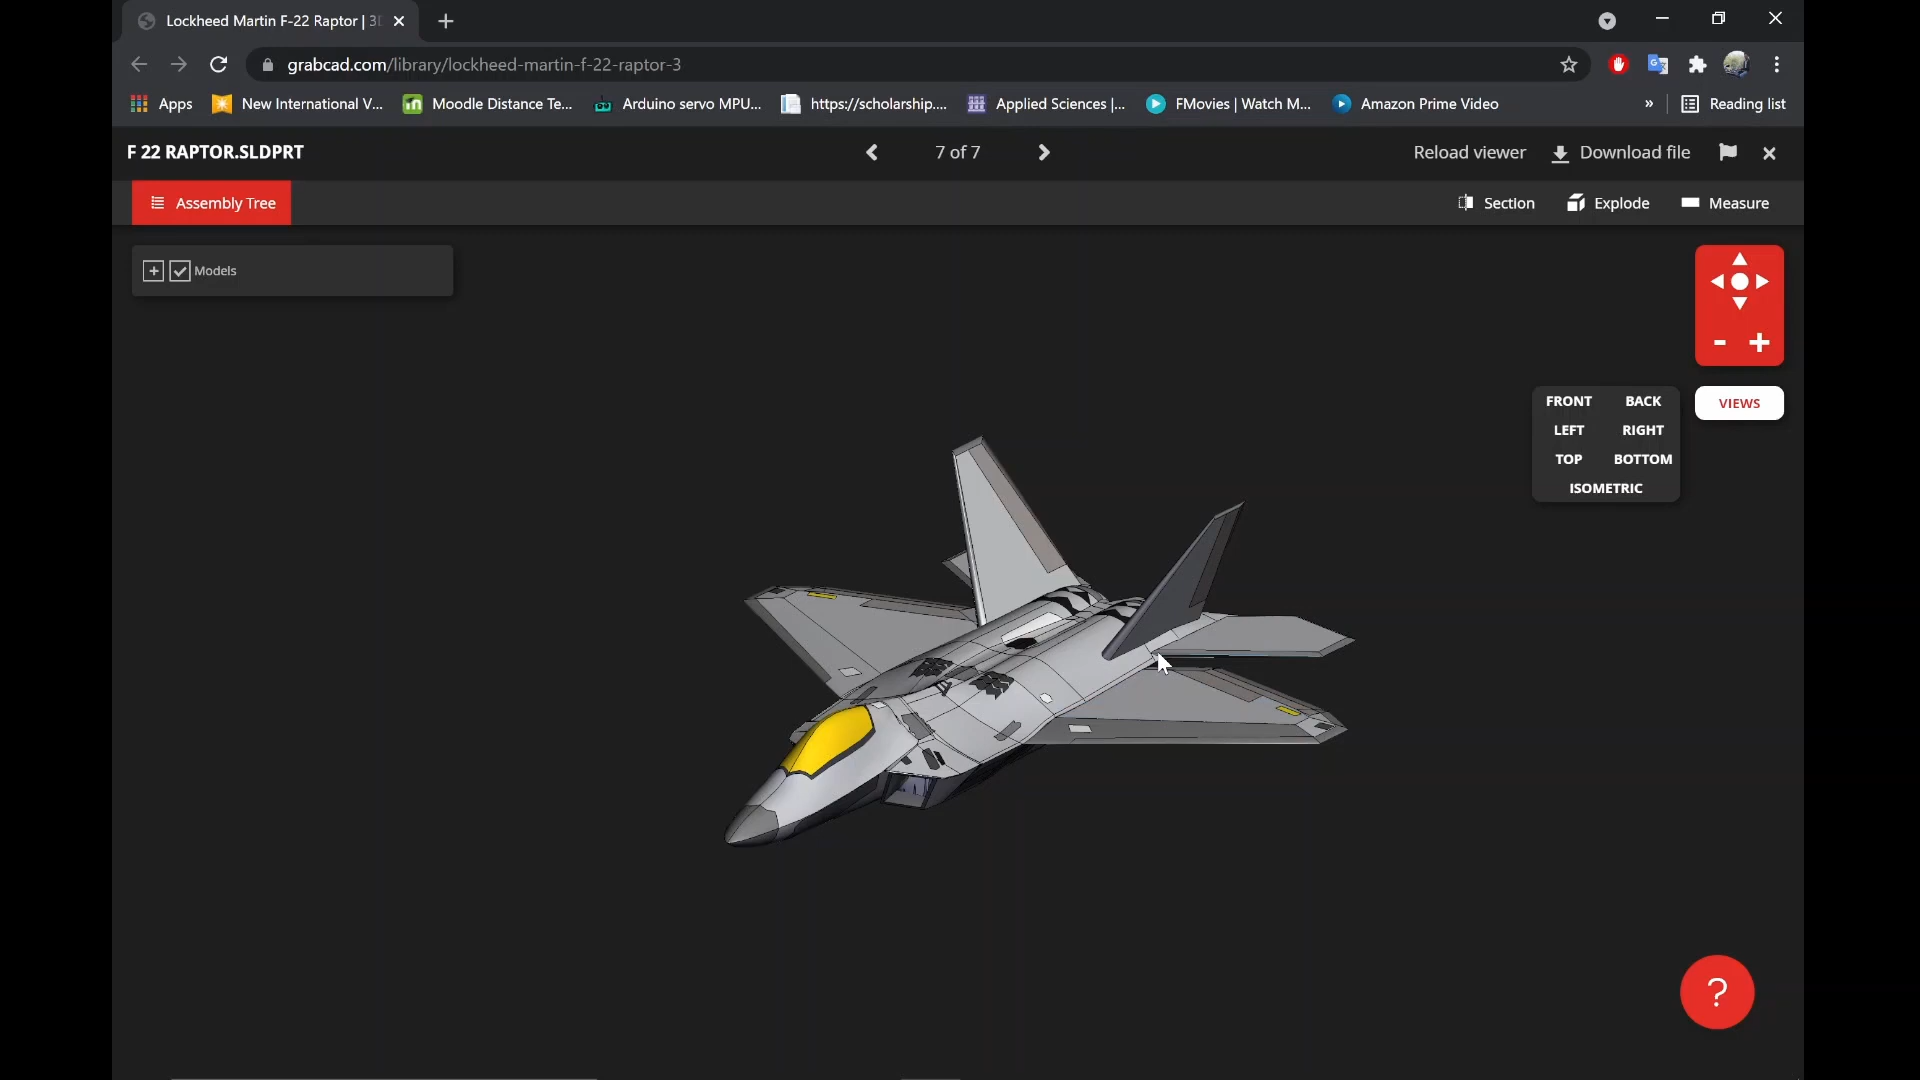 Lockheed Martin F-22 Raptor | 3
grabcad.com/library/lockheed-martin-f-22-raptor-3
Apps
New International V...
Moodle Distance Te...
Arduino servo MPU...
https://scholarship....
Applied Sciences |...
FMovies | Watch M...
Amazon Prime Video
»
Reading list
F 22 RAPTOR.SLDPRT
7 of 7
Reload viewer
Download file
Assembly Tree
Section
Explode
Measure
Models
- +
VIEWS
FRONT BACK
LEFT RIGHT
TOP BOTTOM
ISOMETRIC
?